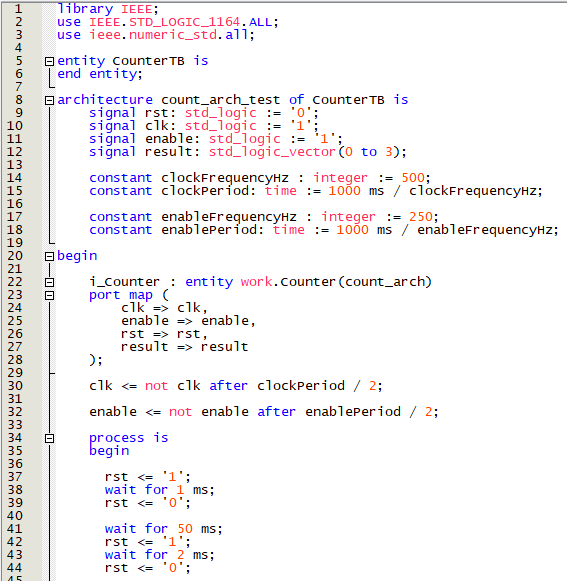 1 library IEEE;
2 use IEEE.STD_LOGIC_1164.ALL;
3 use ieee.numeric_std.all;
4
5 entity CounterTB is
6 end entity;
7
8 architecture count_arch_test of CounterTB is
9 signal rst: std_logic := '0';
10 signal clk: std_logic := '1';
11 signal enable: std_logic := '1';
12 signal result: std_logic_vector(0 to 3);
13
14 constant clockFrequencyHz : integer := 500;
15 constant clockPeriod: time := 1000 ms / clockFrequencyHz;
16
17 constant enableFrequencyHz : integer := 250;
18 constant enablePeriod: time := 1000 ms / enableFrequencyHz;
19
20 begin
21
22 i_Counter : entity work.Counter(count_arch)
23 port map (
24 clk => clk,
25 enable => enable,
26 rst => rst,
27 result => result
28 );
29
30 clk <= not clk after clockPeriod / 2;
31
32 enable <= not enable after enablePeriod / 2;
33
34 process is
35 begin
36
37 rst <= '1';
38 wait for 1 ms;
39 rst <= '0';
40
41 wait for 50 ms;
42 rst <= '1';
43 wait for 2 ms;
44 rst <= '0';
45